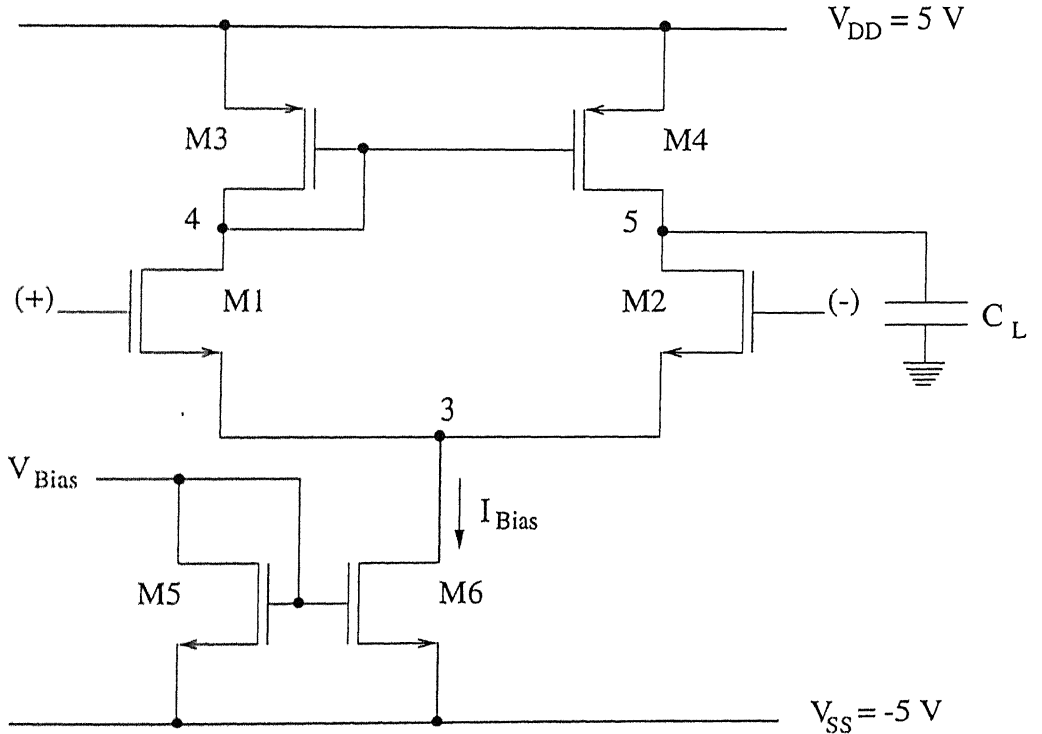 V_DD = 5 V
M3
M4
4
5
(+)
M1
M2
(-)
C_L
3
V_Bias
I_Bias
M5
M6
V_SS = -5 V